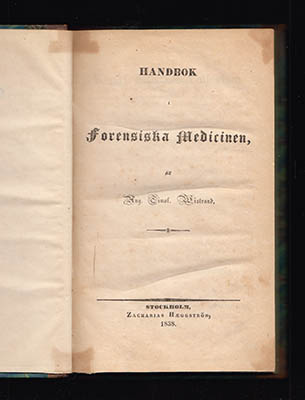 HANDBOK
i
Forensiska Medicinen,
af
Aug. Timol. Wistrand,
STOCKHOLM,
ZACHARIAS HÆGGSTRÖM,
1838.